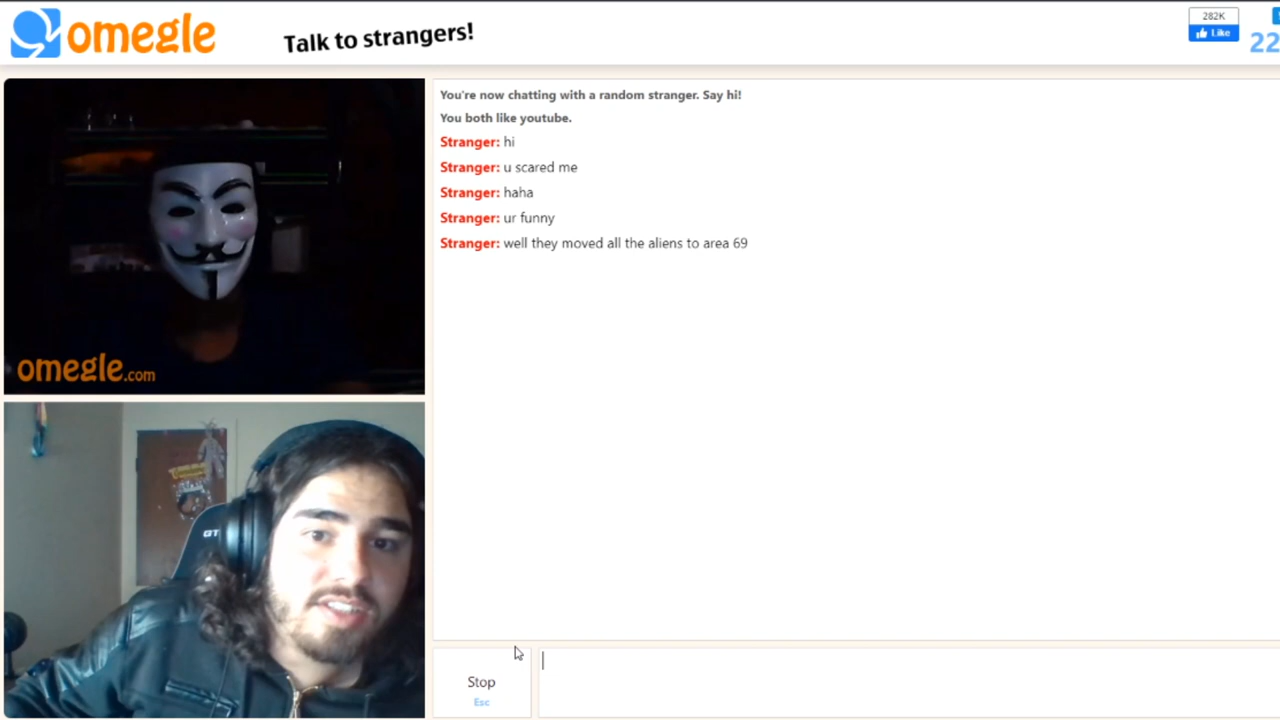 omegle
Talk to strangers!
282K
Like
22
You're now chatting with a random stranger. Say hi!
You both like youtube.
Stranger: hi
Stranger: u scared me
Stranger: haha
Stranger: ur funny
Stranger: well they moved all the aliens to area 69
omegle.com
GT
Stop
Esc